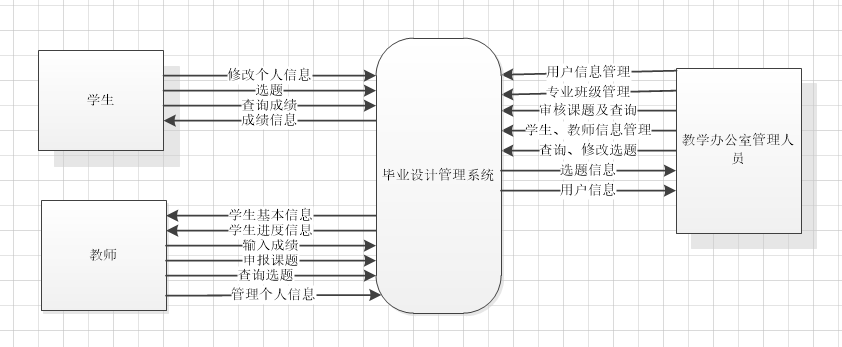 学生
修改个人信息
选题
查询成绩
成绩信息
教师
学生基本信息
学生进度信息
输入成绩
申报课题
查询选题
管理个人信息
毕业设计管理系统
用户信息管理
专业班级管理
审核课题及查询
学生、教师信息管理
查询、修改选题
选题信息
用户信息
教学办公室管理人
员